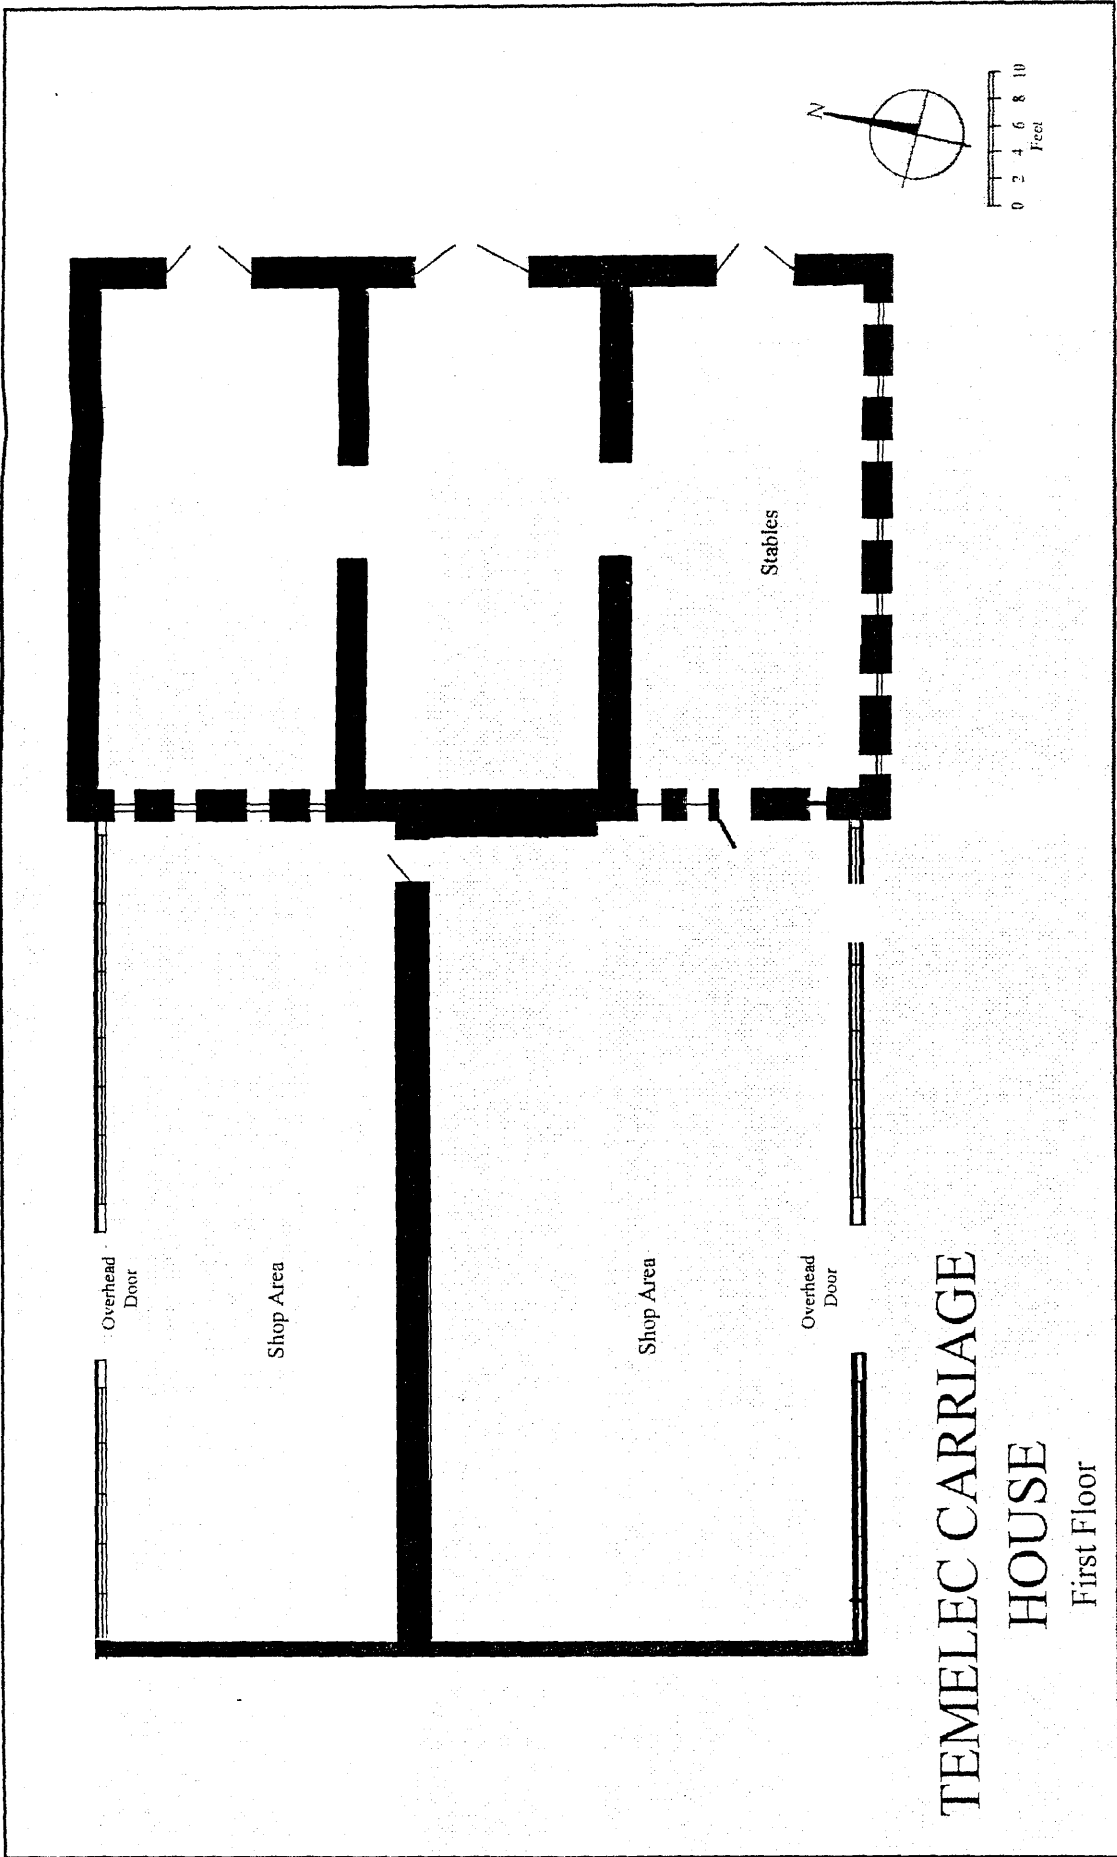 Overhead
Door
Shop Area
Shop Area
Overhead
Door
Stables
N
0 2 4 6 8 10
Feet
TEMELEC CARRIAGE
HOUSE
First Floor